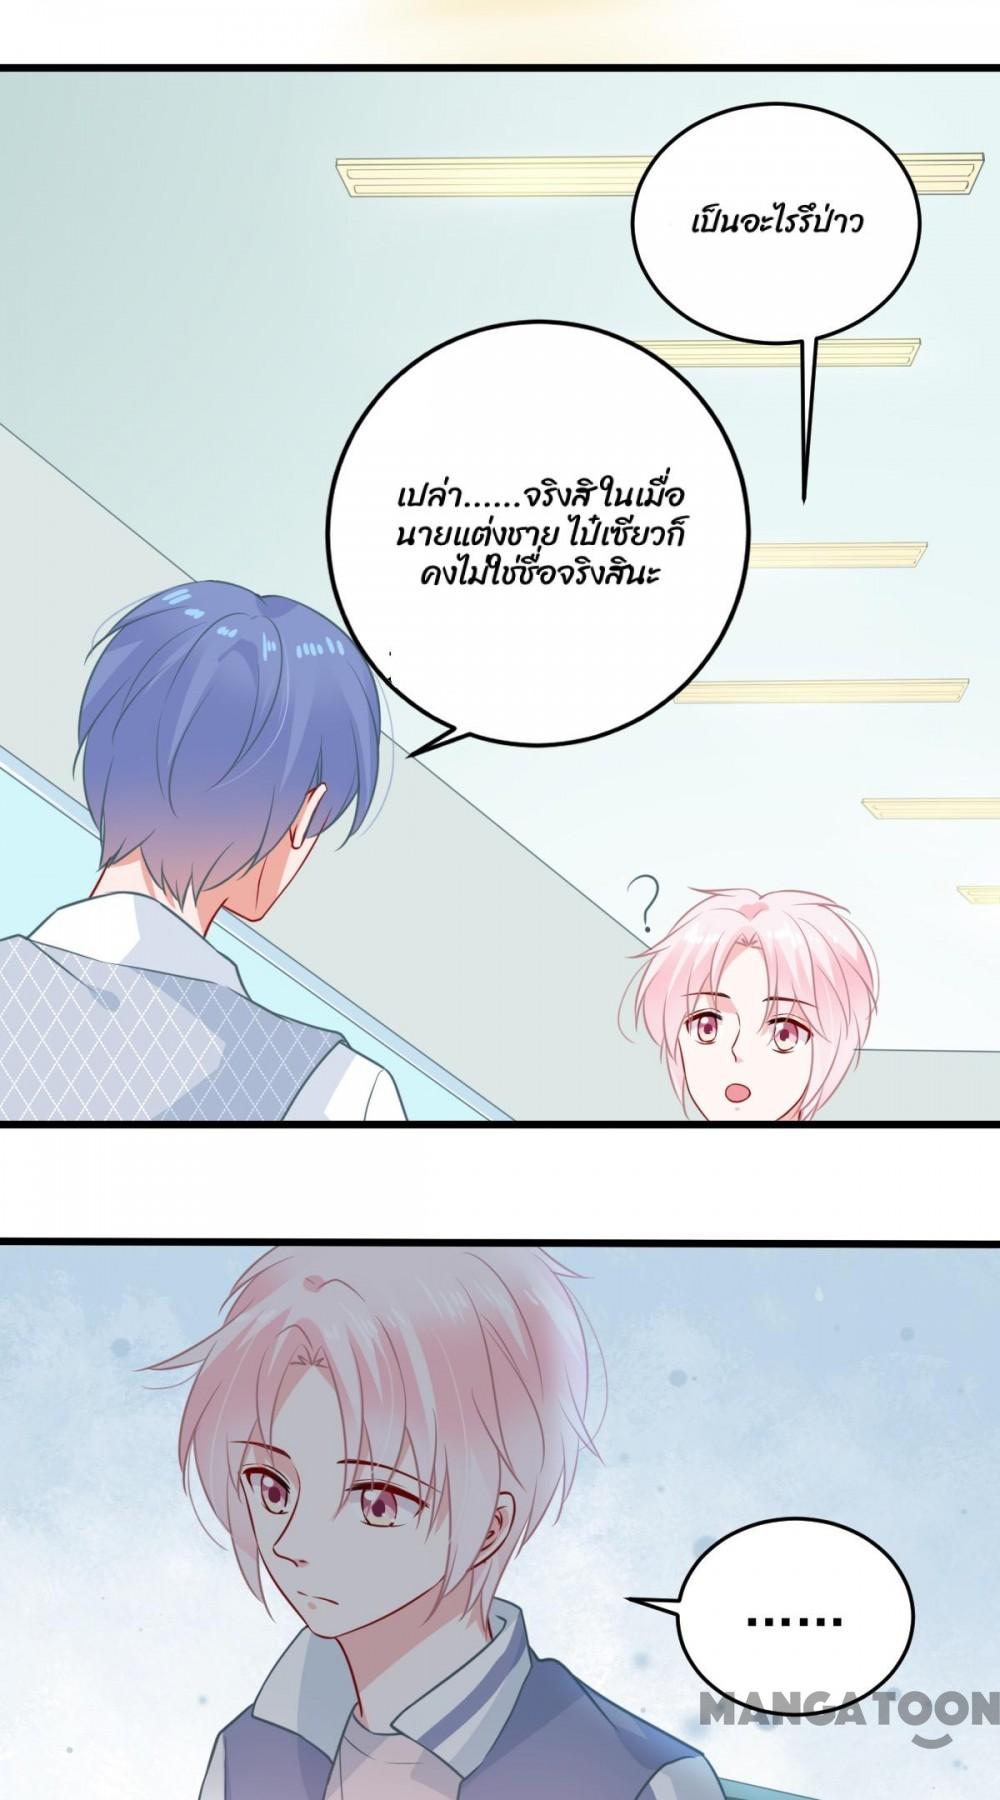 เป็นอะไรรึป่าว
เปล่า......จริงสิ ในเมื่อ
นายแต่งชาย ไป๋เซียวก็
คงไม่ใช่ชื่อจริงสินะ
......
MANGATOON